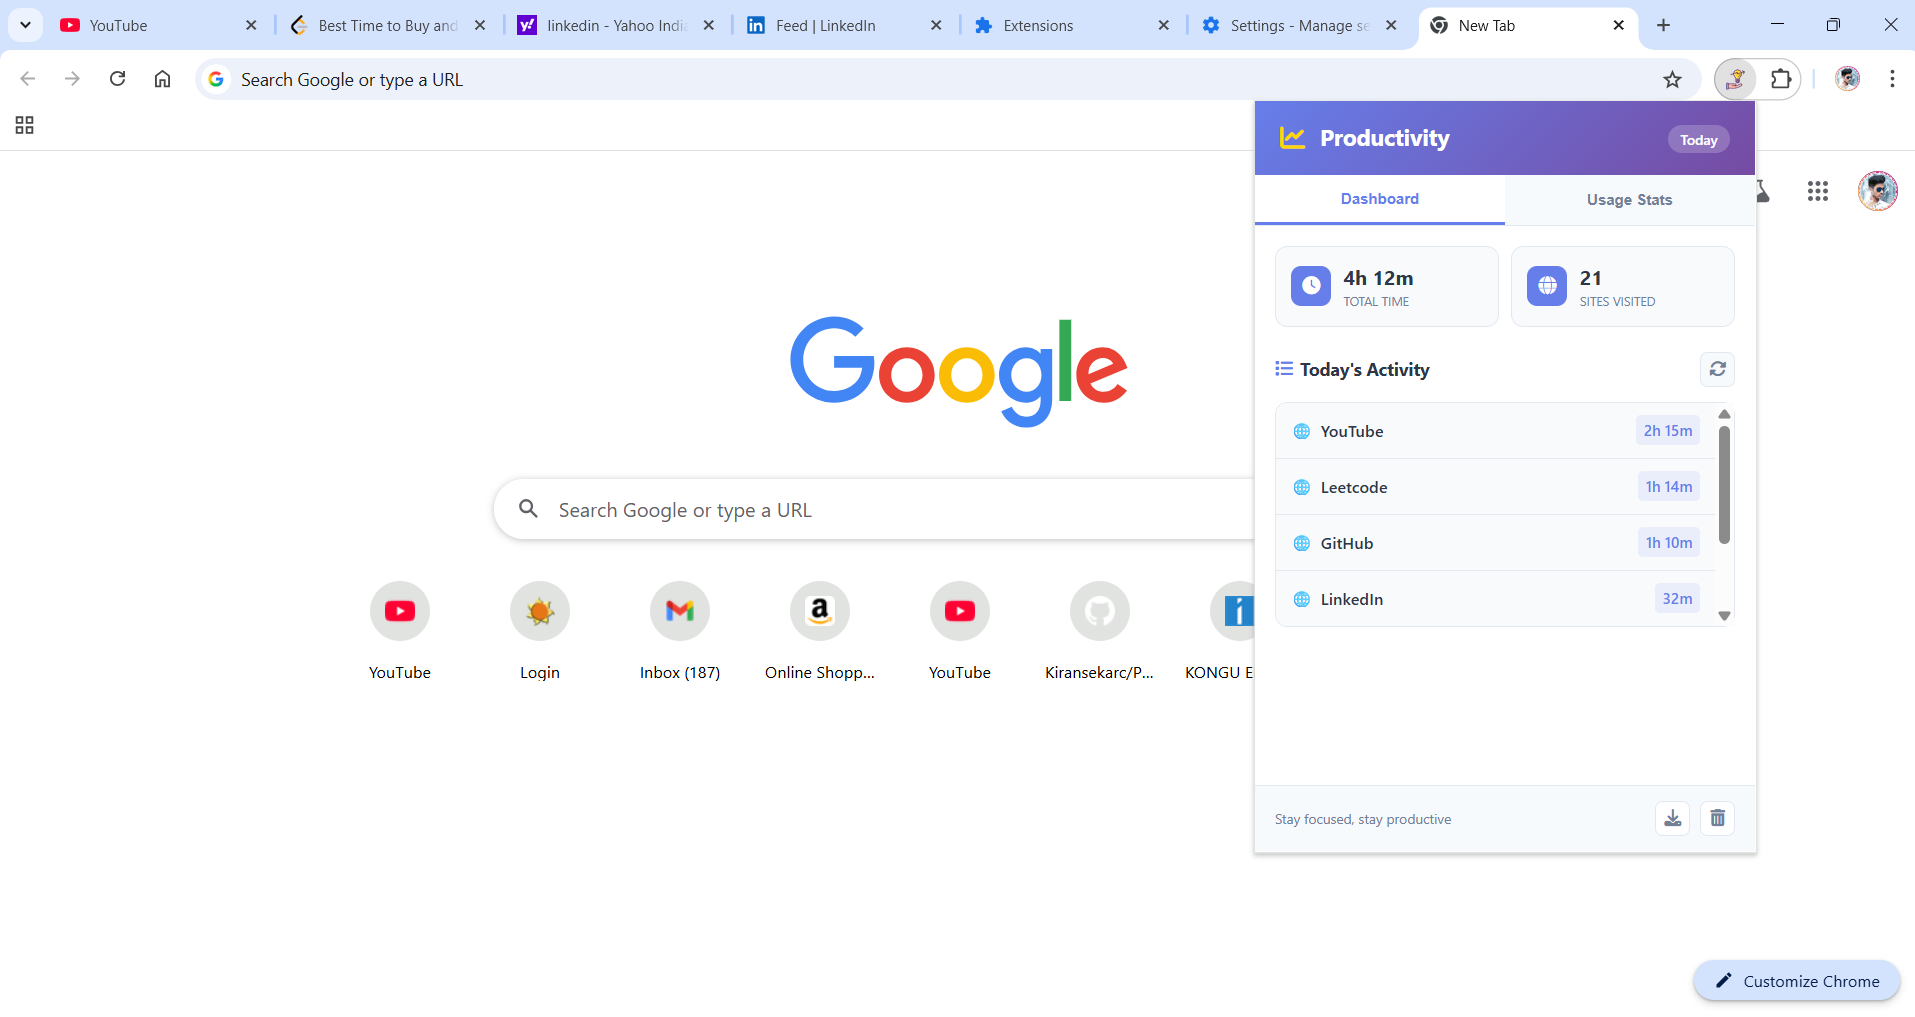 YouTube
Best Time to Buy and
linkedin - Yahoo India
Feed | LinkedIn
Extensions
Settings - Manage se
New Tab
Search Google or type a URL
Productivity
Today
Dashboard
Usage Stats
4h 12m
TOTAL TIME
21
SITES VISITED
Today's Activity
YouTube
2h 15m
Leetcode
1h 14m
GitHub
1h 10m
LinkedIn
32m
Stay focused, stay productive
Google
Search Google or type a URL
YouTube
Login
Inbox (187)
Online Shopp...
YouTube
Kiransekarc/P...
KONGU E
Customize Chrome